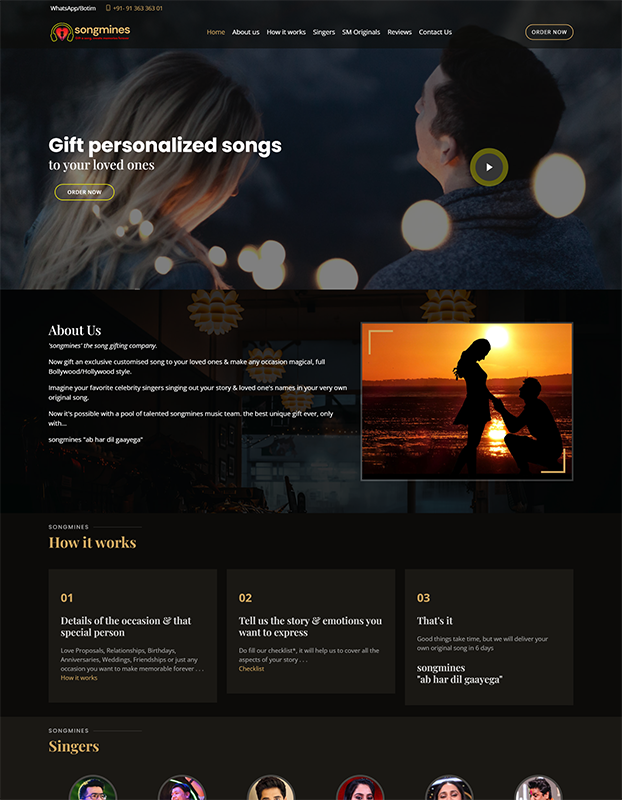 WhatsApp/Botim +91- 91 363 363 01
songmines
Home About us How it works Singers SM Originals Reviews Contact Us ORDER NOW
Gift personalized songs
to your loved ones
ORDER NOW
About Us
'songmines' the song gifting company.
Now gift an exclusive customised song to your loved ones & make any occasion magical, full
Bollywood/Hollywood style.
Imagine your favorite celebrity singers singing out your story & loved one's names in your very own
original song.
Now it's possible with a pool of talented songmines music team. the best unique gift ever, only
with...
songmines "ab har dil gaayega"
SONGMINES
How it works
01
Details of the occasion & that
special person
Love Proposals, Relationships, Birthdays,
Anniversaries, Weddings, Friendships or just any
occasion you want to make memorable forever . . .
How it works
02
Tell us the story & emotions you
want to express
Do fill our checklist*, it will help us to cover all the
aspects of your story . . .
Checklist
03
That's it
Good things take time, but we will deliver your
own original song in 6 days
songmines
"ab har dil gaayega"
SONGMINES
Singers